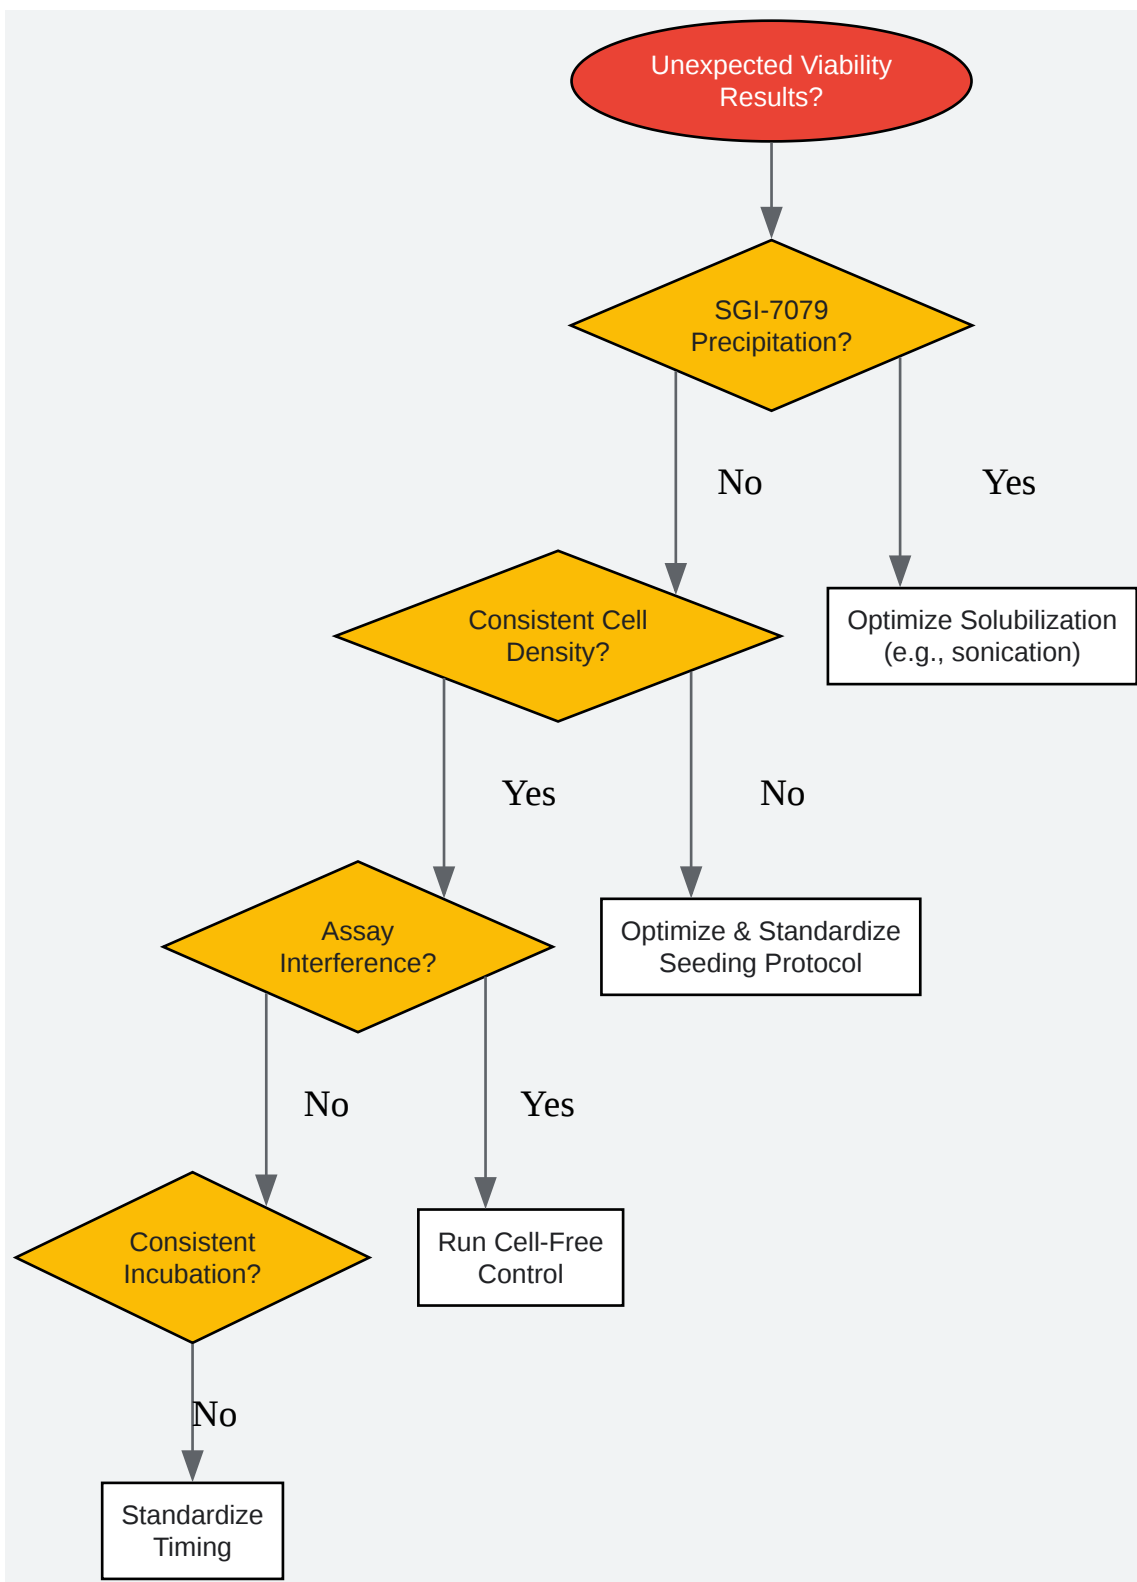 Unexpected Viability
Results?
SGI-7079
Precipitation?
No
Yes
Consistent Cell
Density?
Optimize Solubilization
(e.g., sonication)
Yes
No
Assay
Interference?
Optimize & Standardize
Seeding Protocol
No
Yes
Consistent
Incubation?
Run Cell-Free
Control
No
Standardize
Timing